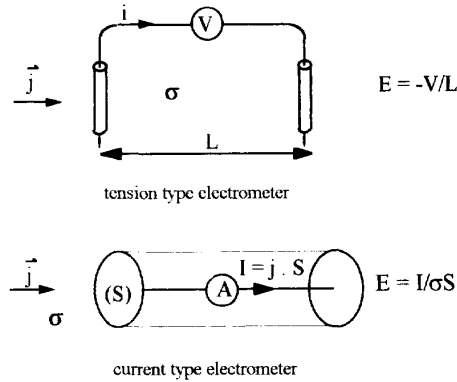 i
V
j
σ
E = -V/L
L
tension type electrometer
j
I = j . S
(S)
A
E = I/σS
σ
current type electrometer